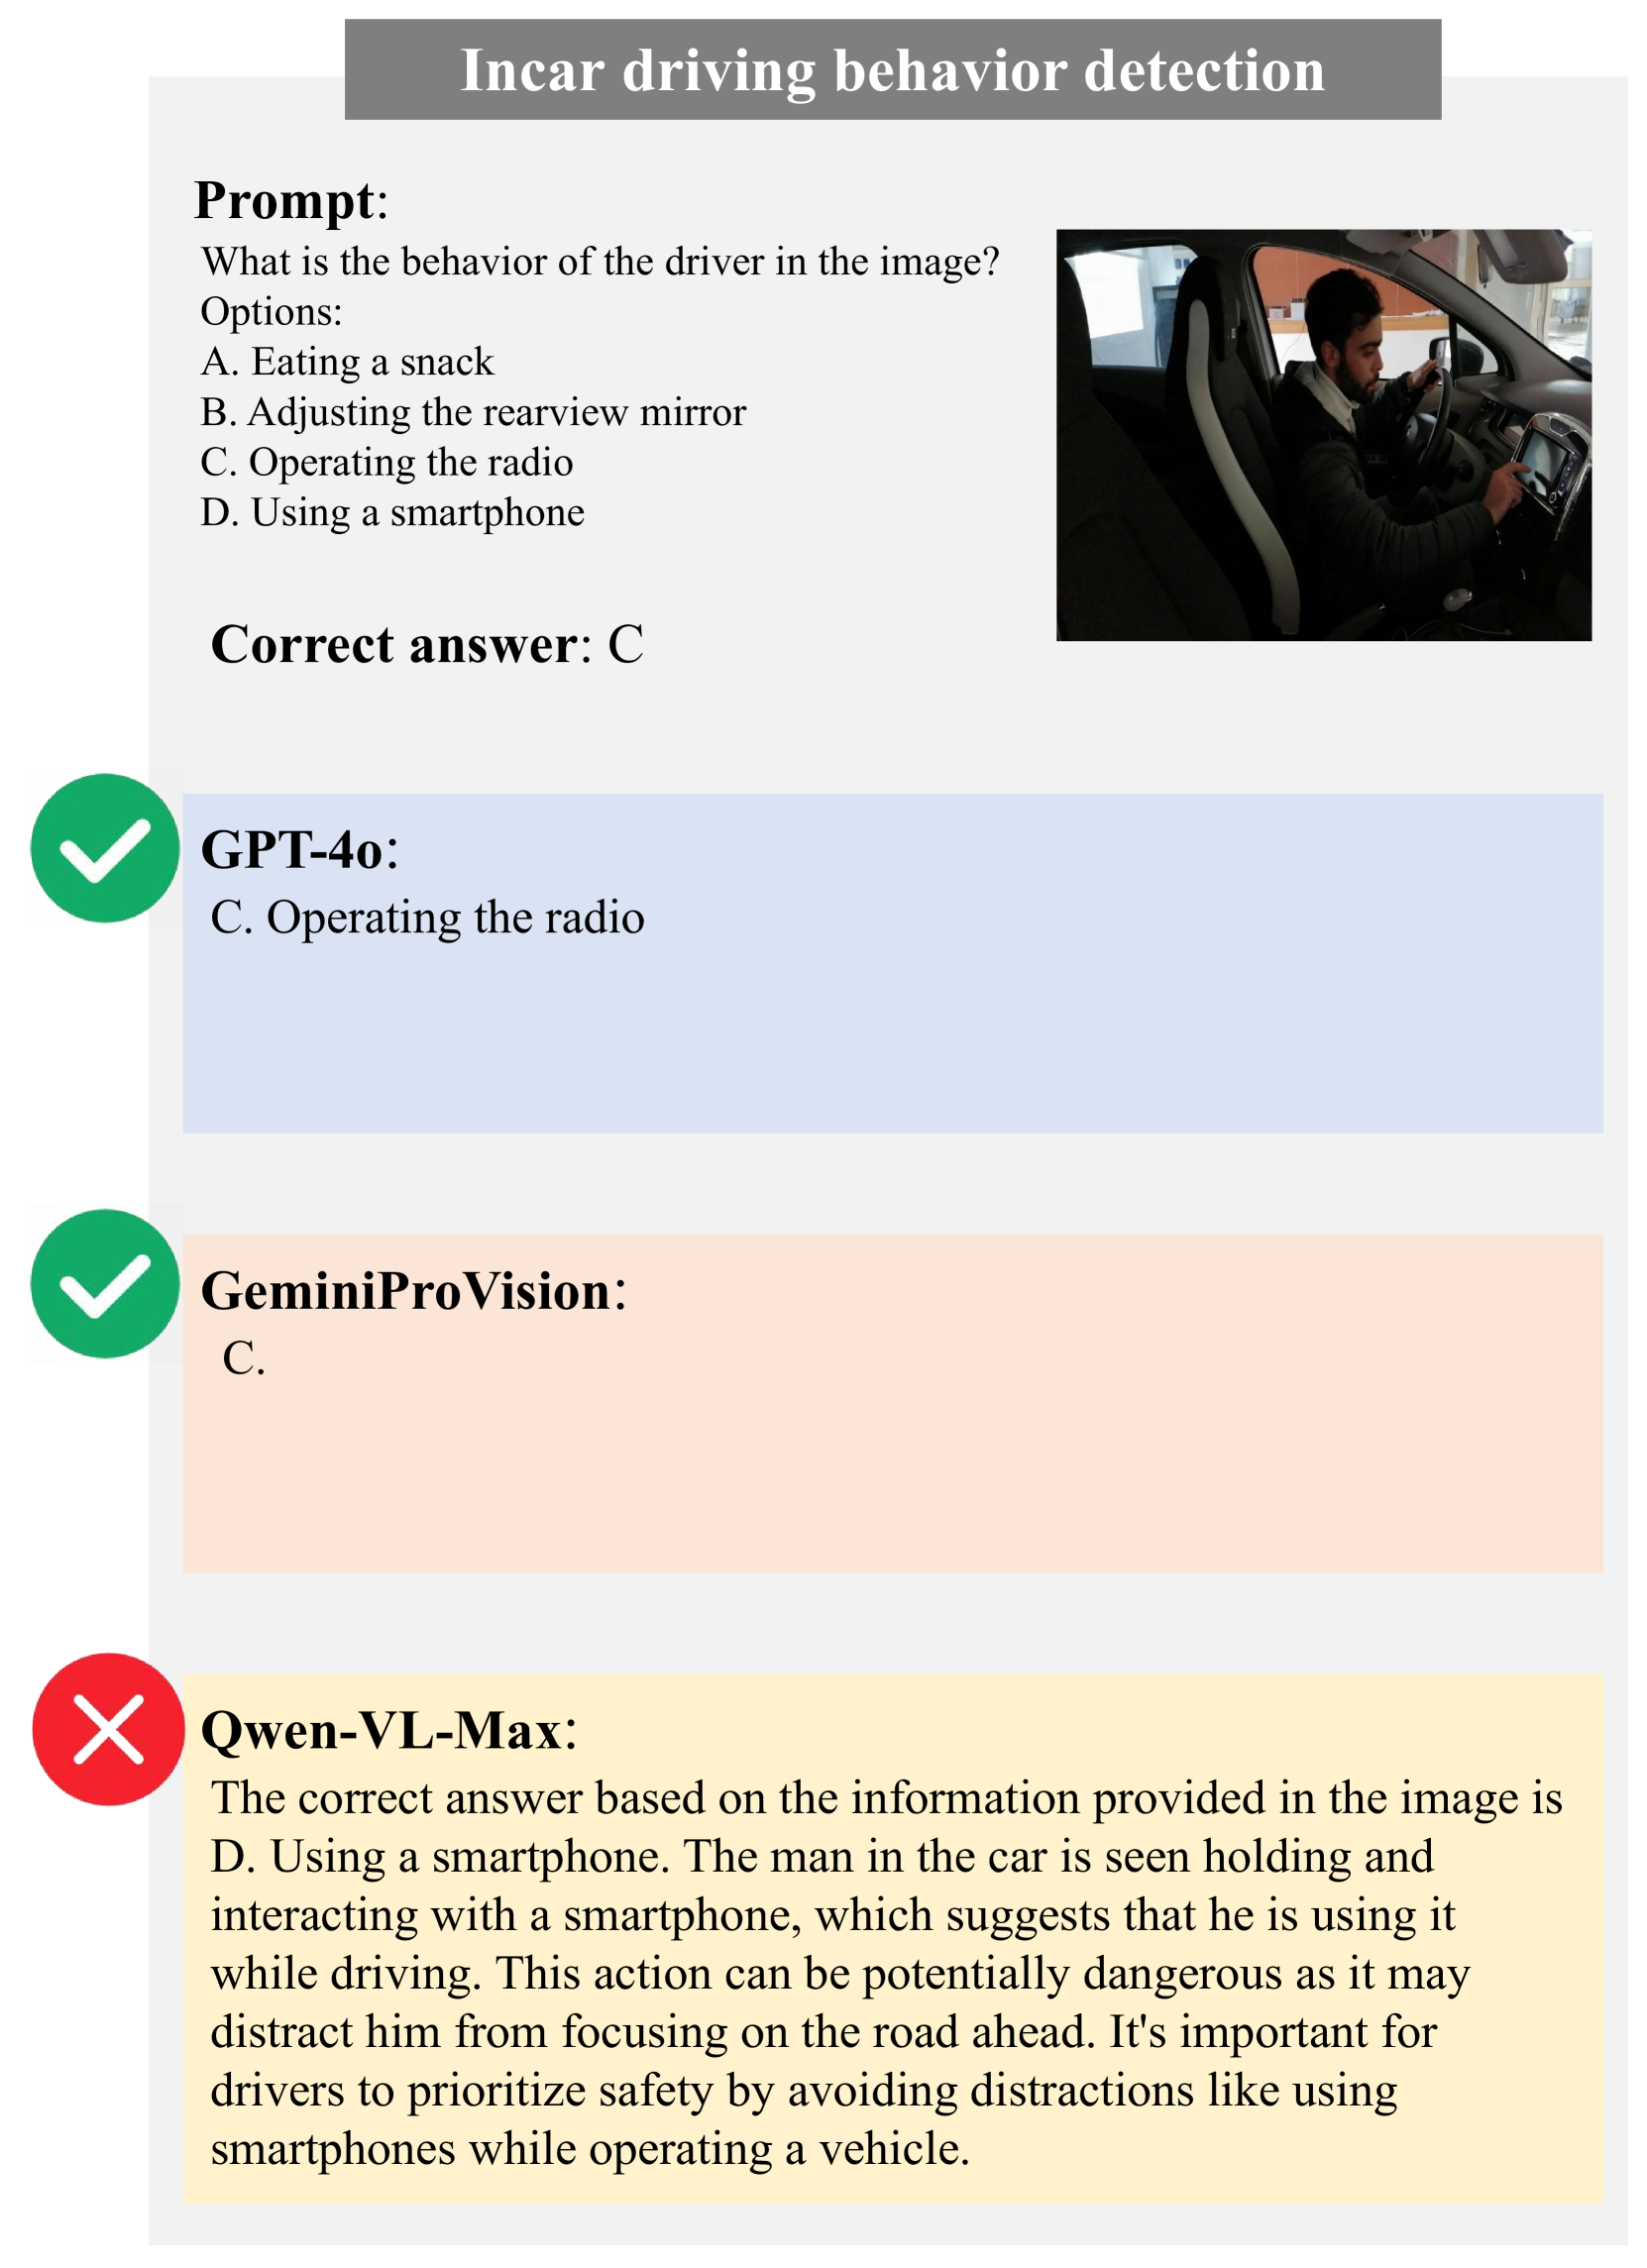 Incar driving behavior detection
Prompt:
What is the behavior of the driver in the image?
Options:
A. Eating a snack
B. Adjusting the rearview mirror
C. Operating the radio
D. Using a smartphone
Correct answer: C
GPT-4o:
C. Operating the radio
GeminiProVision:
C.
Qwen-VL-Max:
The correct answer based on the information provided in the image is
D. Using a smartphone. The man in the car is seen holding and
interacting with a smartphone, which suggests that he is using it
while driving. This action can be potentially dangerous as it may
distract him from focusing on the road ahead. It's important for
drivers to prioritize safety by avoiding distractions like using
smartphones while operating a vehicle.